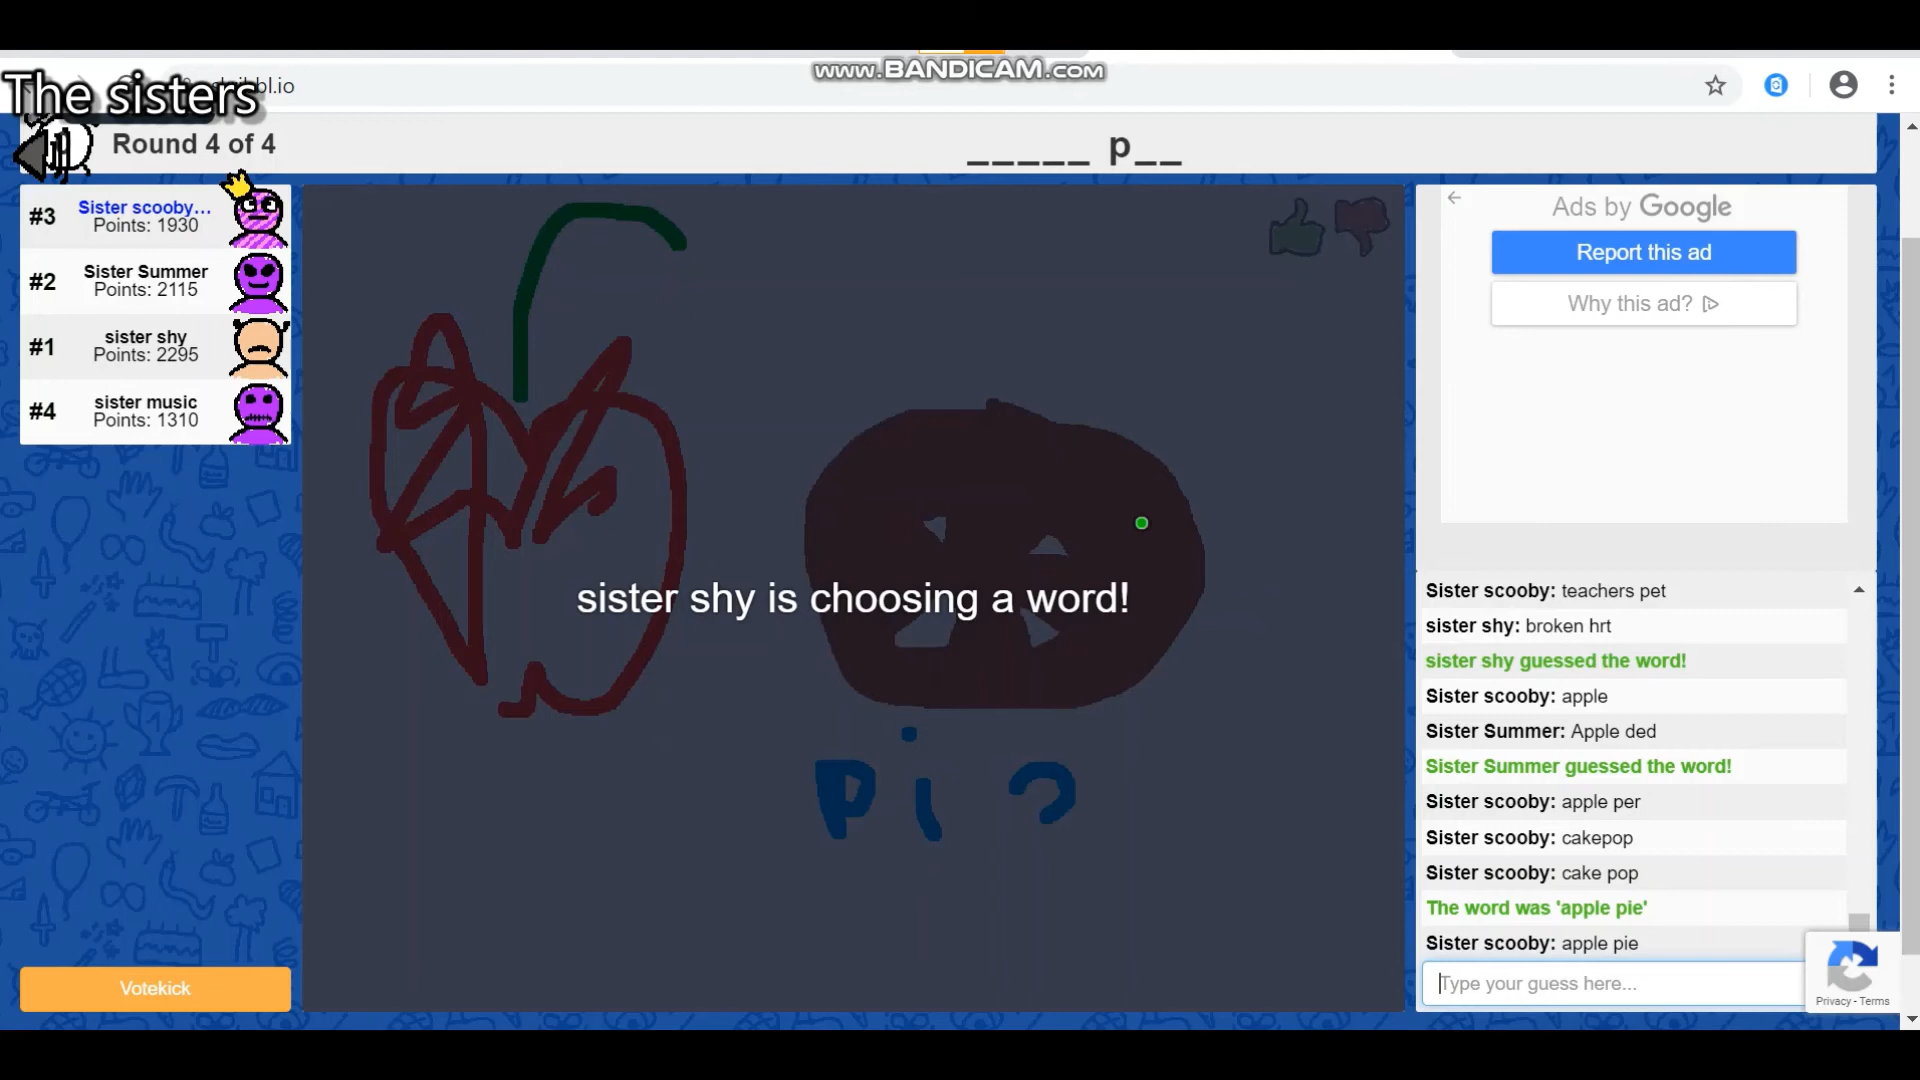 www.BANDICAM.com
The sisters
bl.io
Round 4 of 4
_____ p__
#3 Sister scooby...
Points: 1930
#2 Sister Summer
Points: 2115
#1 sister shy
Points: 2295
#4 sister music
Points: 1310
Votekick
sister shy is choosing a word!
Pi
Ads by Google
Report this ad
Why this ad?
Sister scooby: teachers pet
sister shy: broken hrt
sister shy guessed the word!
Sister scooby: apple
Sister Summer: Apple ded
Sister Summer guessed the word!
Sister scooby: apple per
Sister scooby: cakepop
Sister scooby: cake pop
The word was 'apple pie'
Sister scooby: apple pie
Type your guess here...
Privacy - Terms